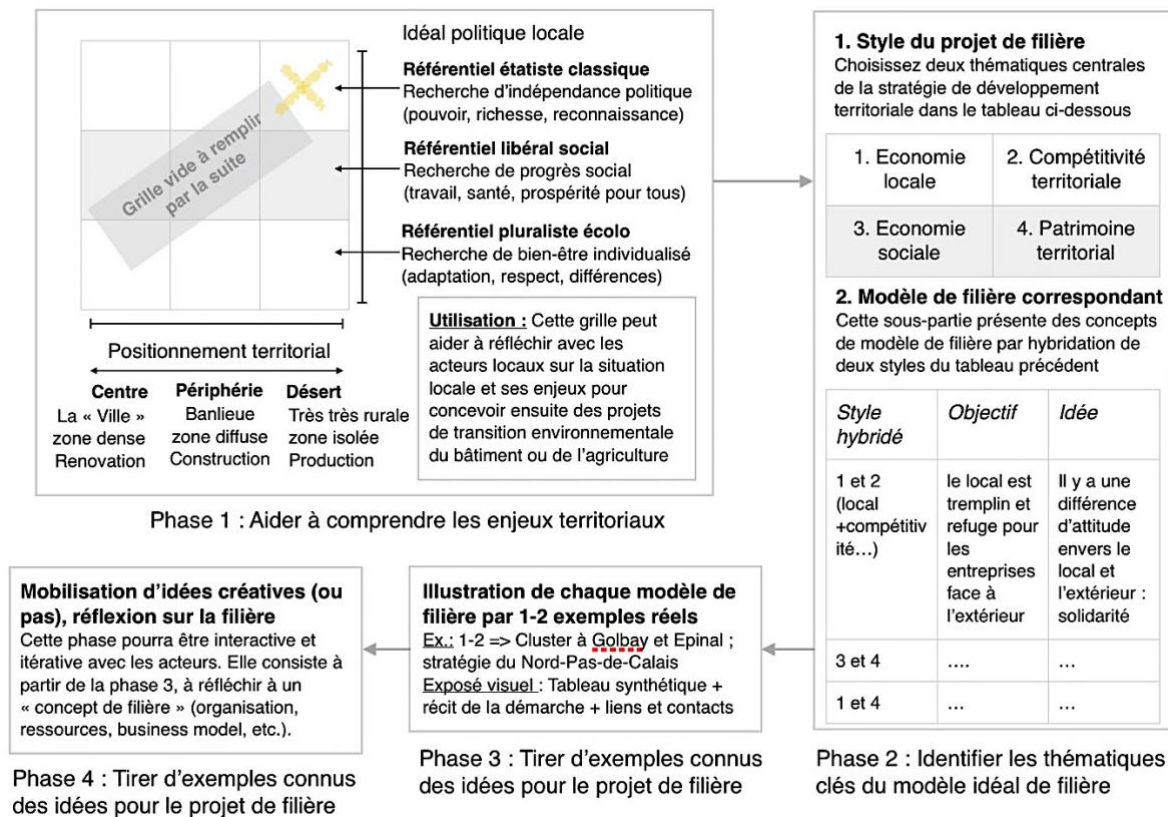 Grille vide à remplir
par la suite
Idéal politique locale
Référentiel étatiste classique
Recherche d'indépendance politique
(pouvoir, richesse, reconnaissance)
Référentiel libéral social
Recherche de progrès social
(travail, santé, prospérité pour tous)
Référentiel pluraliste écolo
Recherche de bien-être individualisé
(adaptation, respect, différences)
Positionnement territorial
Centre
La « Ville »
zone dense
Renovation
Périphérie
Banlieue
zone diffuse
Construction
Désert
Très très rurale
zone isolée
Production
Utilisation : Cette grille peut
aider à réfléchir avec les
acteurs locaux sur la situation
locale et ses enjeux pour
concevoir ensuite des projets
de transition environnementale
du bâtiment ou de l'agriculture
Phase 1 : Aider à comprendre les enjeux territoriaux
1. Style du projet de filière
Choisissez deux thématiques centrales
de la stratégie de développement
territoriale dans le tableau ci-dessous
1. Economie
locale
2. Compétitivité
territoriale
3. Economie
sociale
4. Patrimoine
territorial
2. Modèle de filière correspondant
Cette sous-partie présente des concepts
de modèle de filière par hybridation de
deux styles du tableau précédent
Style
hybridé
Objectif
Idée
1 et 2
(local
+compétitiv
ité…)
le local est
tremplin et
refuge pour
les
entreprises
face à
l'extérieur
Il y a une
différence
d'attitude
envers le
local et
l'extérieur :
solidarité
3 et 4
….
…
1 et 4
…
…
Phase 2 : Identifier les thématiques
clés du modèle idéal de filière
Illustration de chaque modèle de
filière par 1-2 exemples réels
Ex.: 1-2 => Cluster à Golbay et Epinal ;
stratégie du Nord-Pas-de-Calais
Exposé visuel : Tableau synthétique +
récit de la démarche + liens et contacts
Phase 3 : Tirer d'exemples connus
des idées pour le projet de filière
Mobilisation d'idées créatives (ou
pas), réflexion sur la filière
Cette phase pourra être interactive et
itérative avec les acteurs. Elle consiste à
partir de la phase 3, à réfléchir à un
« concept de filière » (organisation,
ressources, business model, etc.).
Phase 4 : Tirer d'exemples connus
des idées pour le projet de filière